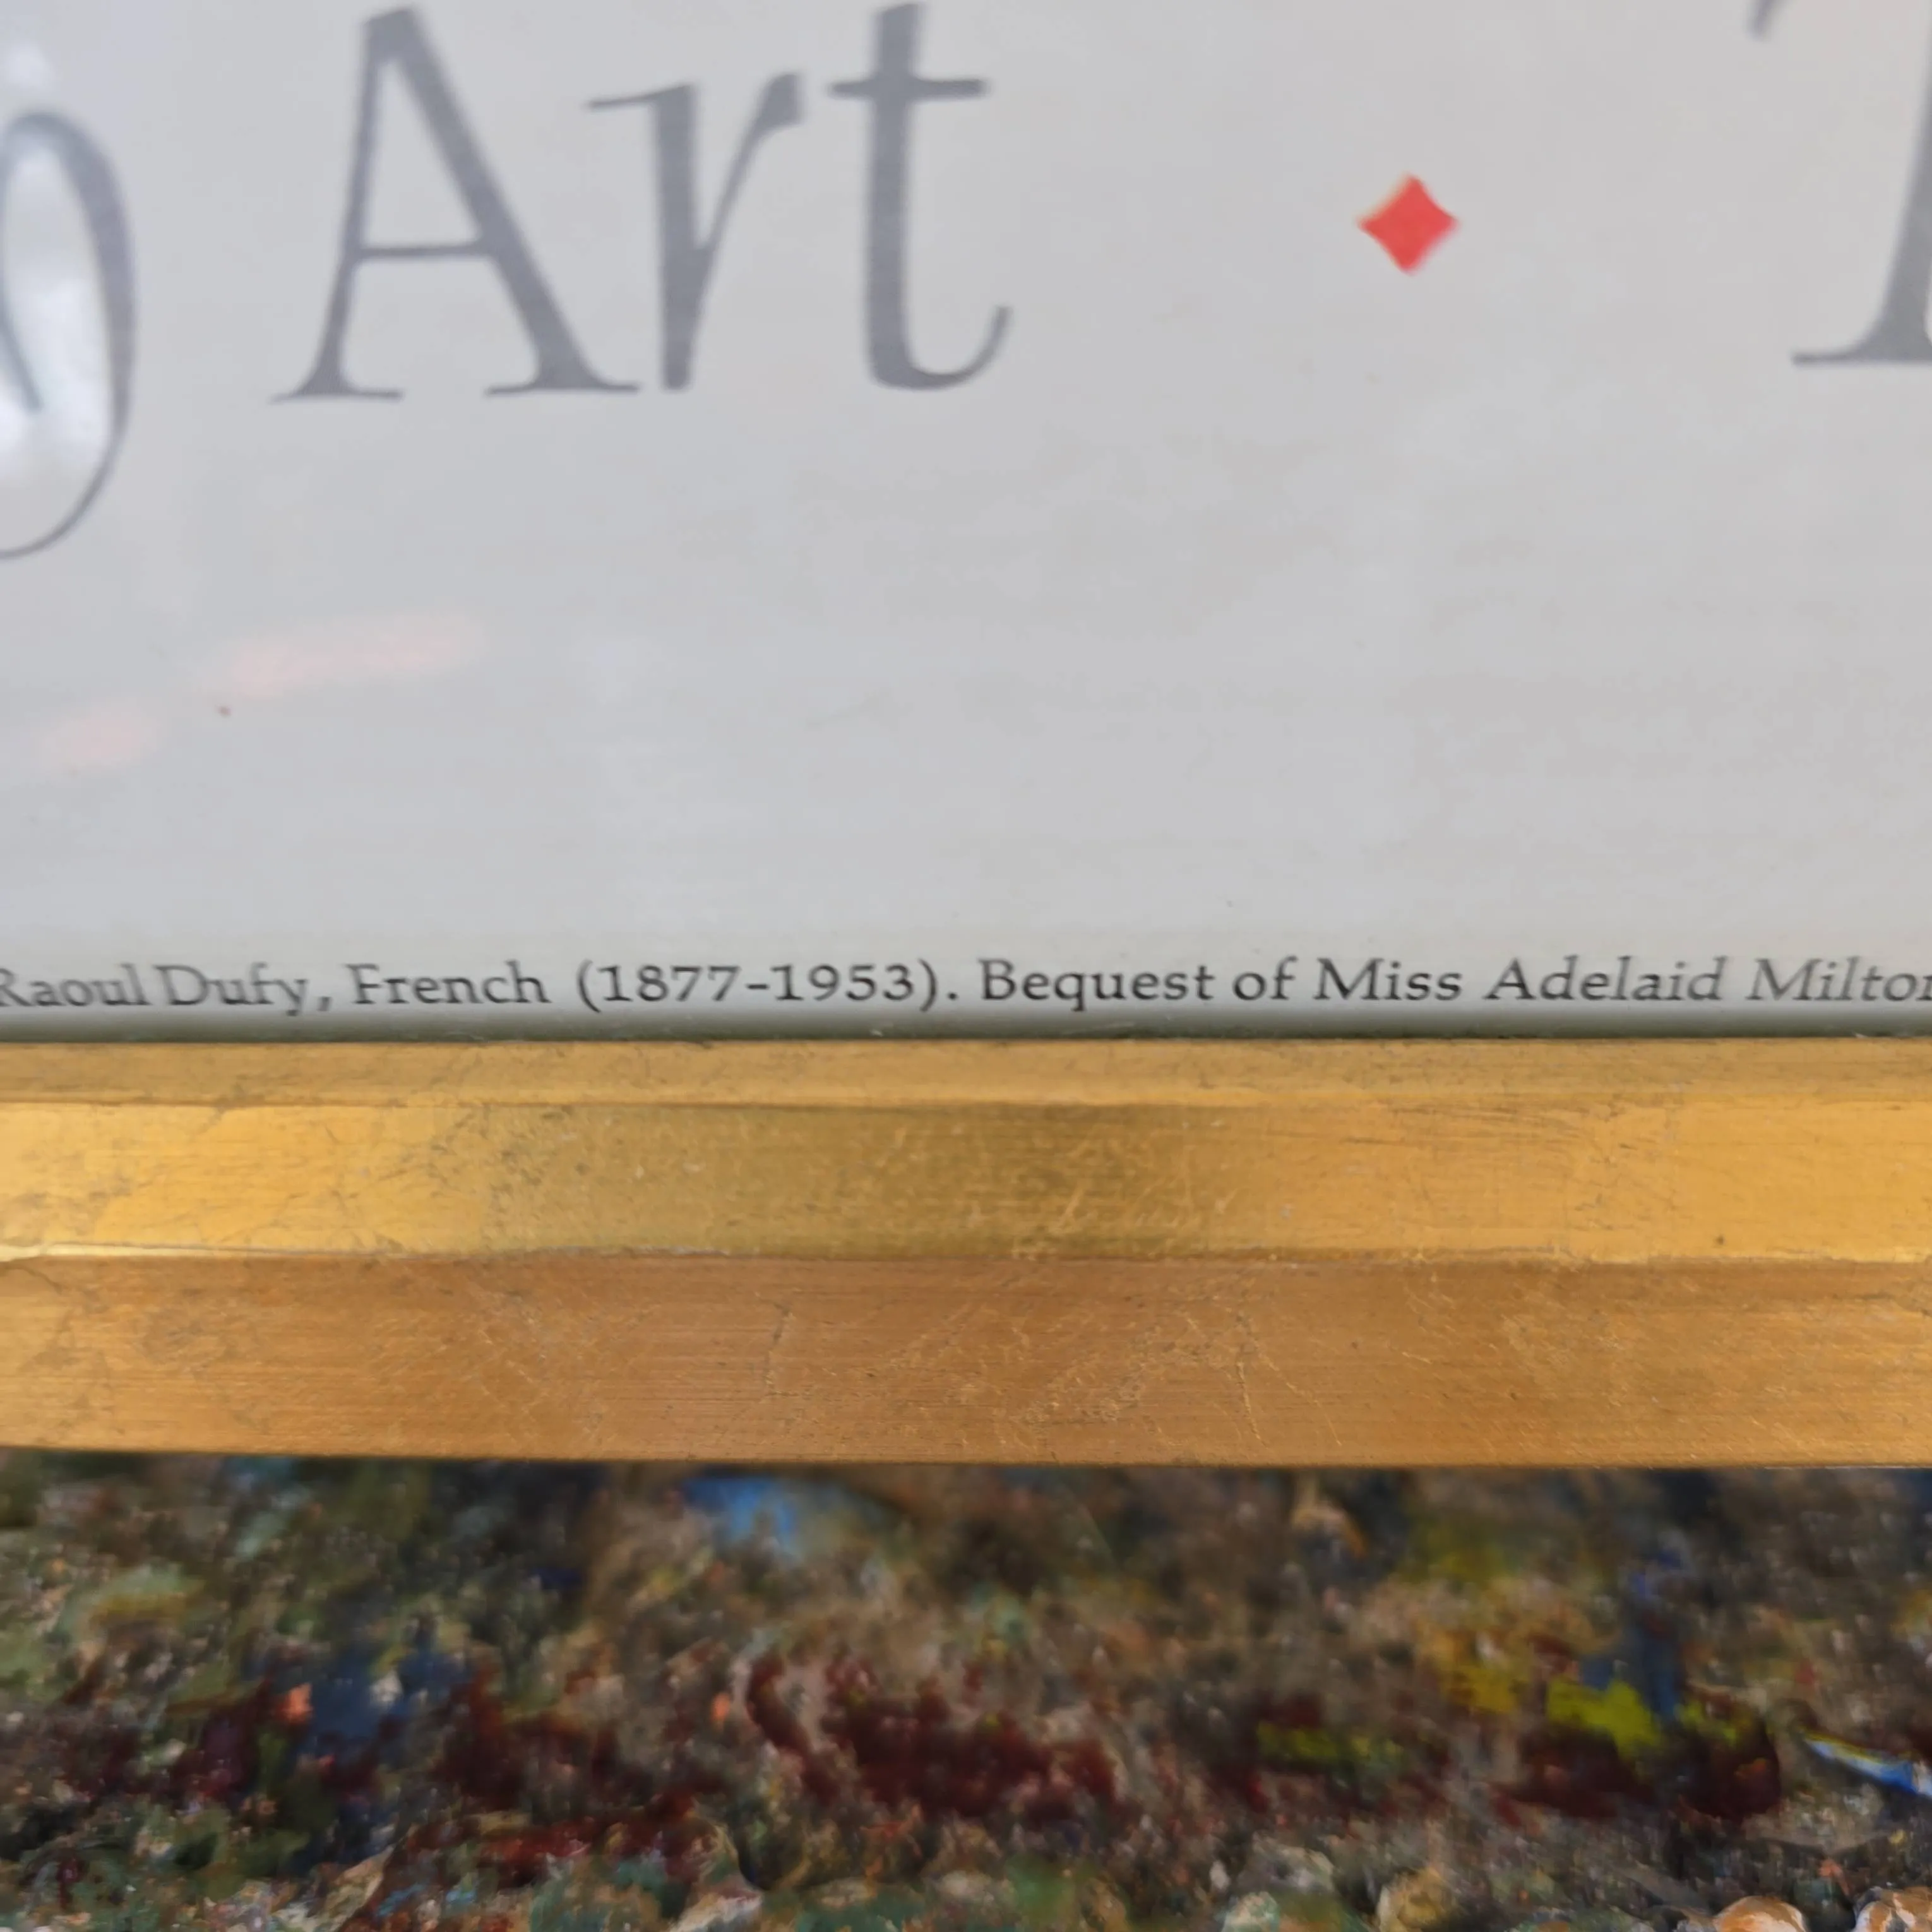 Art
Raoul Dufy, French (1877-1953). Bequest of Miss Adelaid Milton